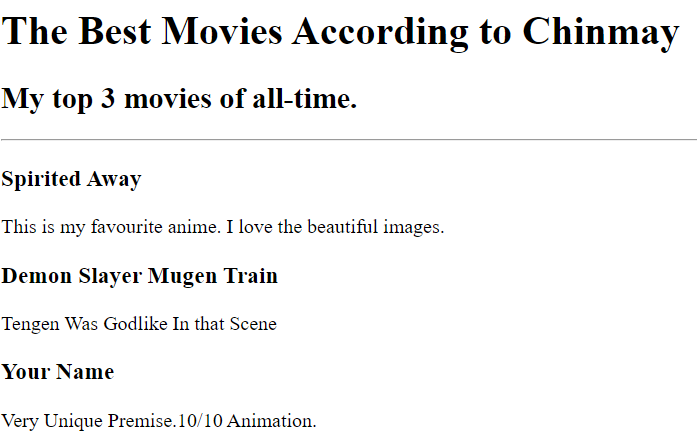 The Best Movies According to Chinmay
My top 3 movies of all-time.
Spirited Away
This is my favourite anime. I love the beautiful images.
Demon Slayer Mugen Train
Tengen Was Godlike In that Scene
Your Name
Very Unique Premise.10/10 Animation.